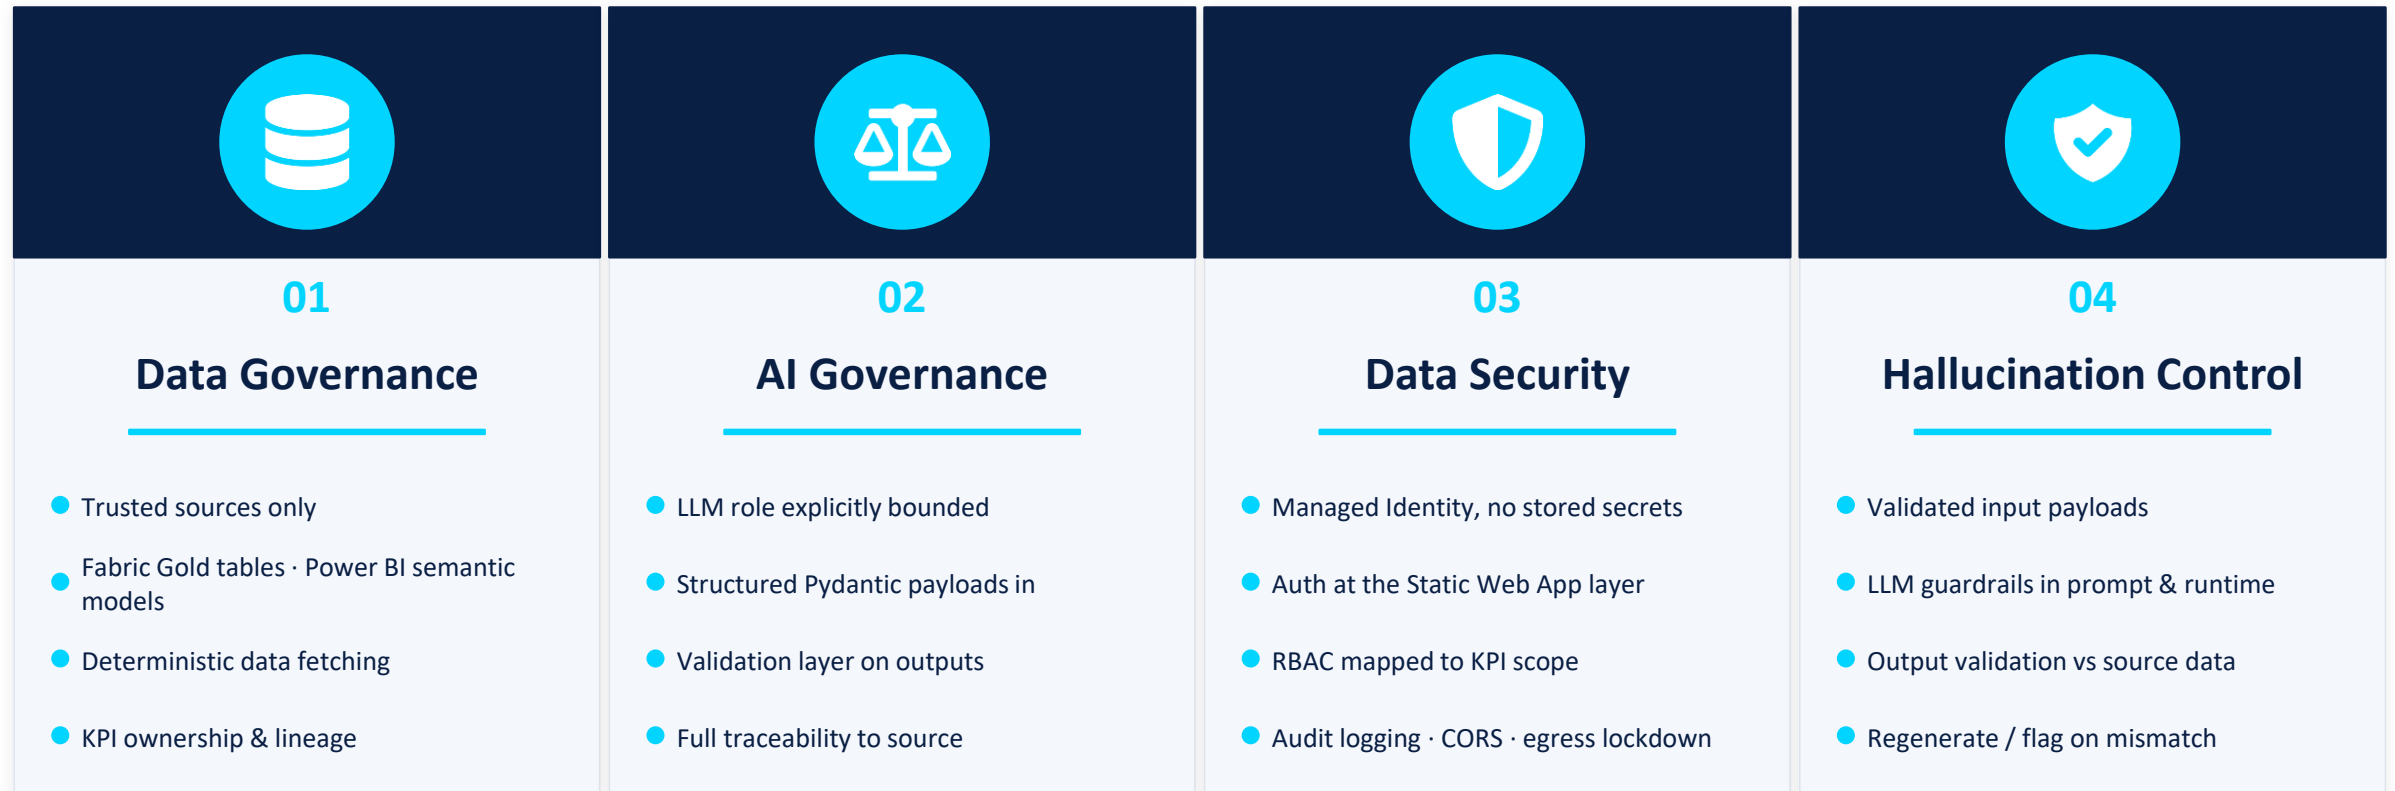 01
Data Governance
Trusted sources only
Fabric Gold tables · Power BI semantic
models
Deterministic data fetching
KPI ownership & lineage
02
AI Governance
LLM role explicitly bounded
Structured Pydantic payloads in
Validation layer on outputs
Full traceability to source
03
Data Security
Managed Identity, no stored secrets
Auth at the Static Web App layer
RBAC mapped to KPI scope
Audit logging · CORS · egress lockdown
04
Hallucination Control
Validated input payloads
LLM guardrails in prompt & runtime
Output validation vs source data
Regenerate / flag on mismatch